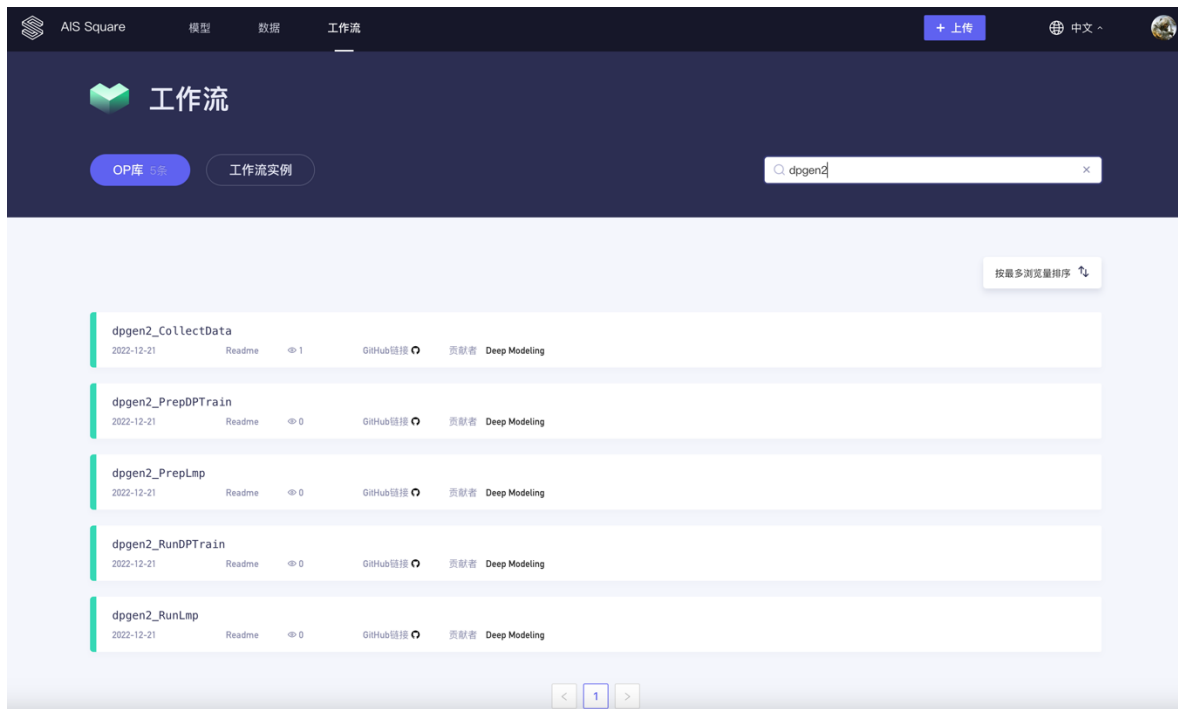 AIS Square 模型 数据 工作流 + 上传 中文
工作流
OP库 5条 工作流实例 dpgen2
按最多浏览量排序
dpgen2_CollectData
2022-12-21 Readme 1 GitHub链接 贡献者 Deep Modeling
dpgen2_PrepDPTrain
2022-12-21 Readme 0 GitHub链接 贡献者 Deep Modeling
dpgen2_PrepLmp
2022-12-21 Readme 0 GitHub链接 贡献者 Deep Modeling
dpgen2_RunDPTrain
2022-12-21 Readme 0 GitHub链接 贡献者 Deep Modeling
dpgen2_RunLmp
2022-12-21 Readme 0 GitHub链接 贡献者 Deep Modeling
< 1 >